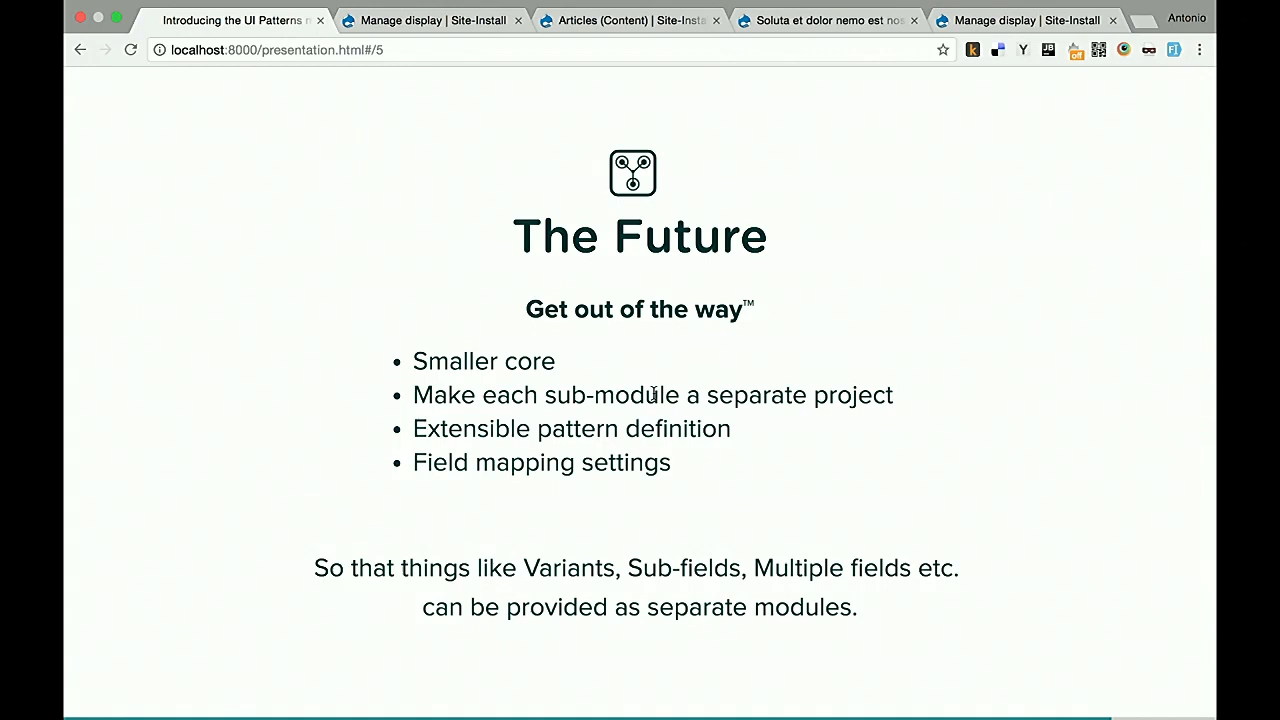 Introducing the UI Patterns m
Manage display | Site-Install
Articles (Content) | Site-Insta
Soluta et dolor nemo est nos
Manage display | Site-Install
Antonio
localhost:8000/presentation.html#/5
The Future
Get out of the way™
• Smaller core
• Make each sub-module a separate project
• Extensible pattern definition
• Field mapping settings
So that things like Variants, Sub-fields, Multiple fields etc.
can be provided as separate modules.